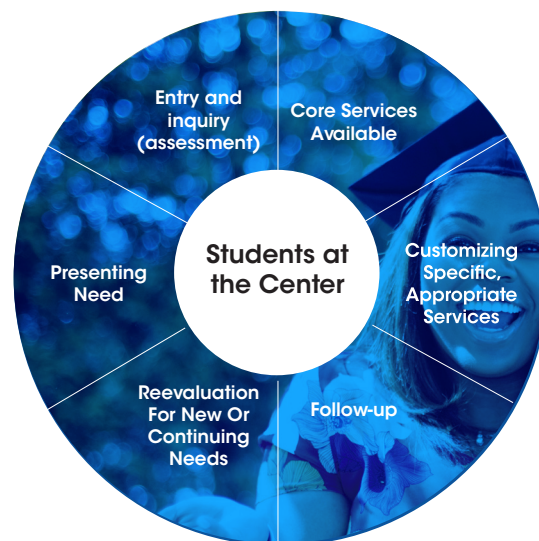 Entry and
inquiry
(assessment)
Core Services
Available
Students at
the Center
Customizing
Specific,
Appropriate
Services
Presenting
Need
Reevaluation
For New Or
Continuing
Needs
Follow-up